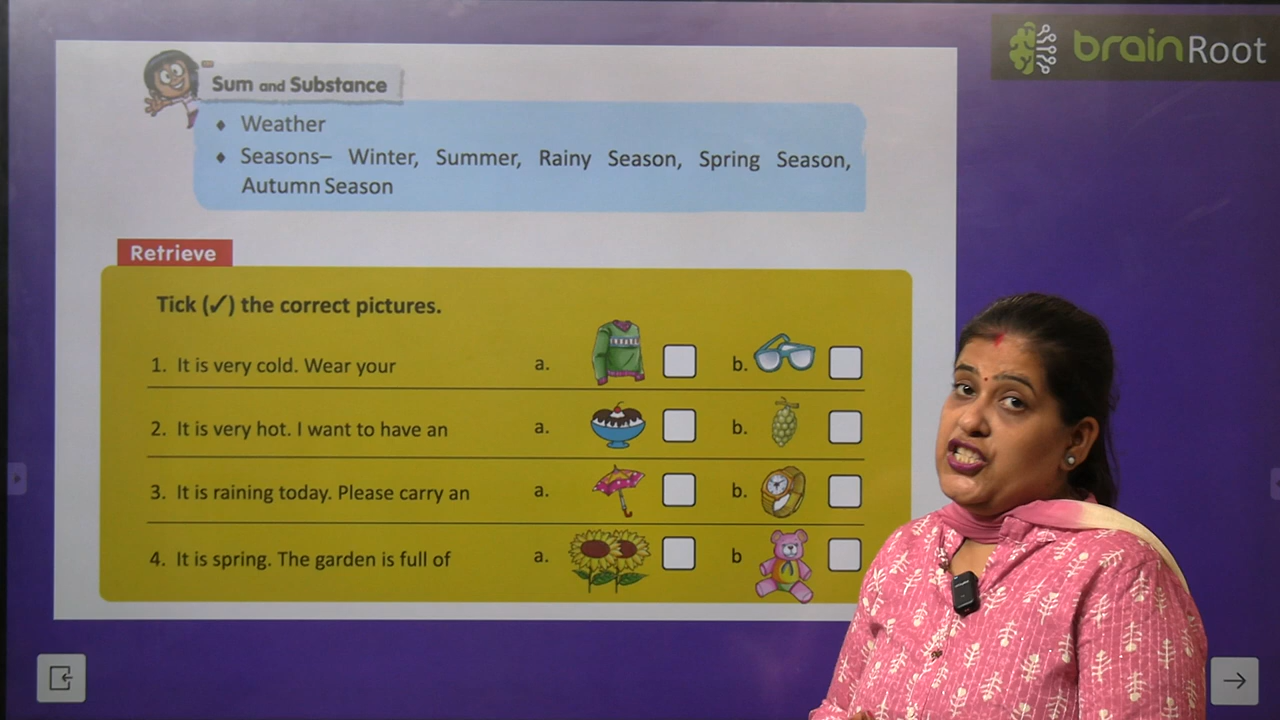 brainRoot
Sum and Substance
♦ Weather
♦ Seasons– Winter, Summer, Rainy Season, Spring Season,
Autumn Season
Retrieve
Tick (✓) the correct pictures.
1. It is very cold. Wear your a. b.
2. It is very hot. I want to have an a. b.
3. It is raining today. Please carry an a. b.
4. It is spring. The garden is full of a. b